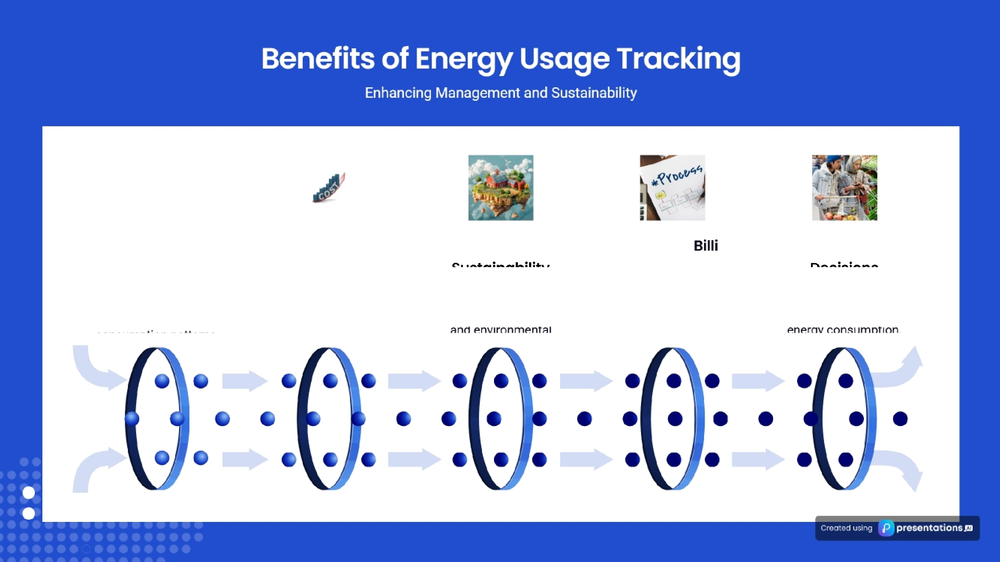 Benefits of Energy Usage Tracking
Enhancing Management and Sustainability
COST
*Process
Billi
Sustainability
Decisions
and environmental
energy consumption.
Created using presentations.AI